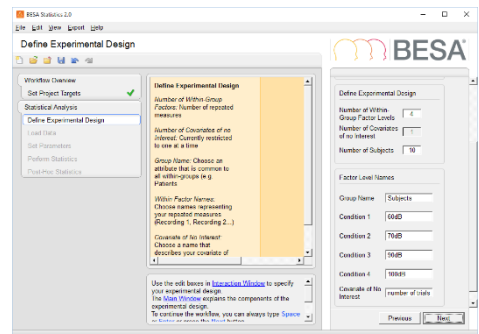 BESA Statistics 2.0
File Edit View Export Help
Define Experimental Design
BESA
Workflow Overview
Set Project Targets
Statistical Analysis
Define Experimental Design
Load Data
Set Parameters
Perform Statistics
Post-Hoc Statistics
Define Experimental Design
Number of Within-Group
Factors: Number of repeated
measures
Number of Covariates of no
Interest: Currently restricted
to one at a time
Group Name: Choose an
attribute that is common to
all within-groups (e.g.
Patients
Within Factor Names:
Choose names representing
your repeated measures
(Recording 1, Recording 2...)
Covariate of No Interest:
Choose a name that
describes your covariate of
Use the edit boxes in Interaction Window to specify
your experimental design.
The Main Window explains the components of the
experimental design.
To continue the workflow, you can always type Space
or Enter or press the Next button
Define Experimental Design
Number of Within-
Group Factor Levels
Number of Covariates
of no Interest
Number of Subjects 10
Factor Level Names
Group Name Subjects
Condition 1 60dB
Condition 2 70dB
Condition 3 90dB
Condition 4 100dB
Covariate of No
Interest number of trials
Previous Next